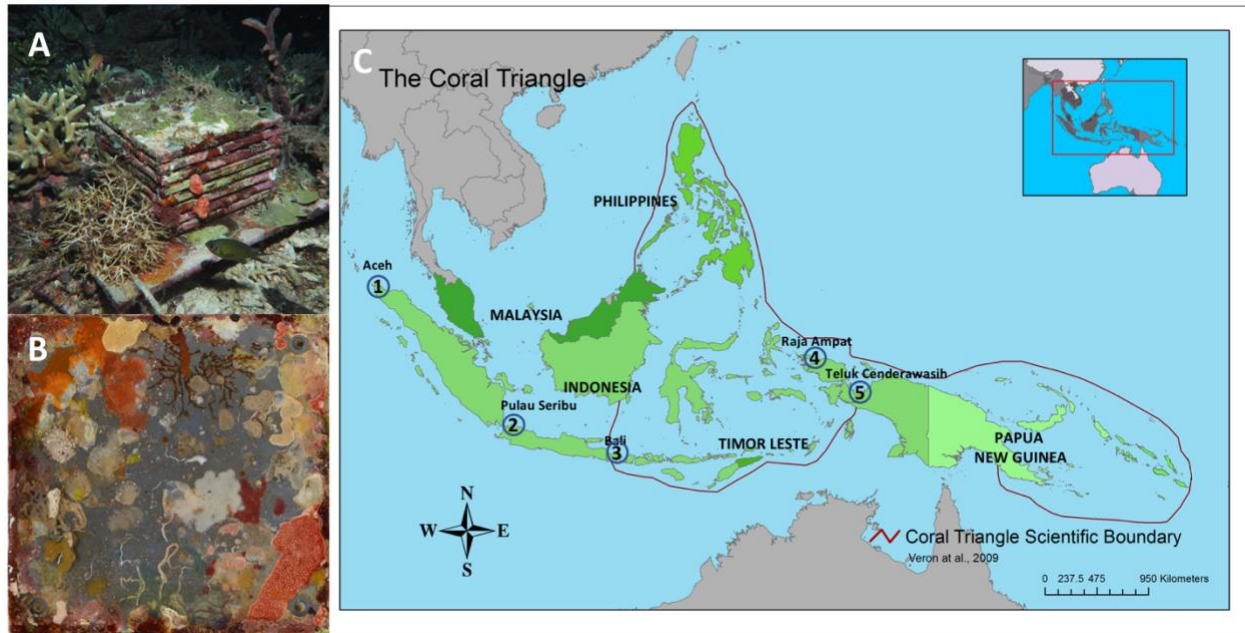 A
B
C
The Coral Triangle
PHILIPPINES
Aceh
1
MALAYSIA
Raja Ampat
4
Teluk Cenderawasih
5
INDONESIA
Pulau Seribu
2
Bali
3
TIMOR LESTE
PAPUA
NEW GUINEA
N
W E
S
Coral Triangle Scientific Boundary
Veron at al., 2009
0 237.5 475 950 Kilometers